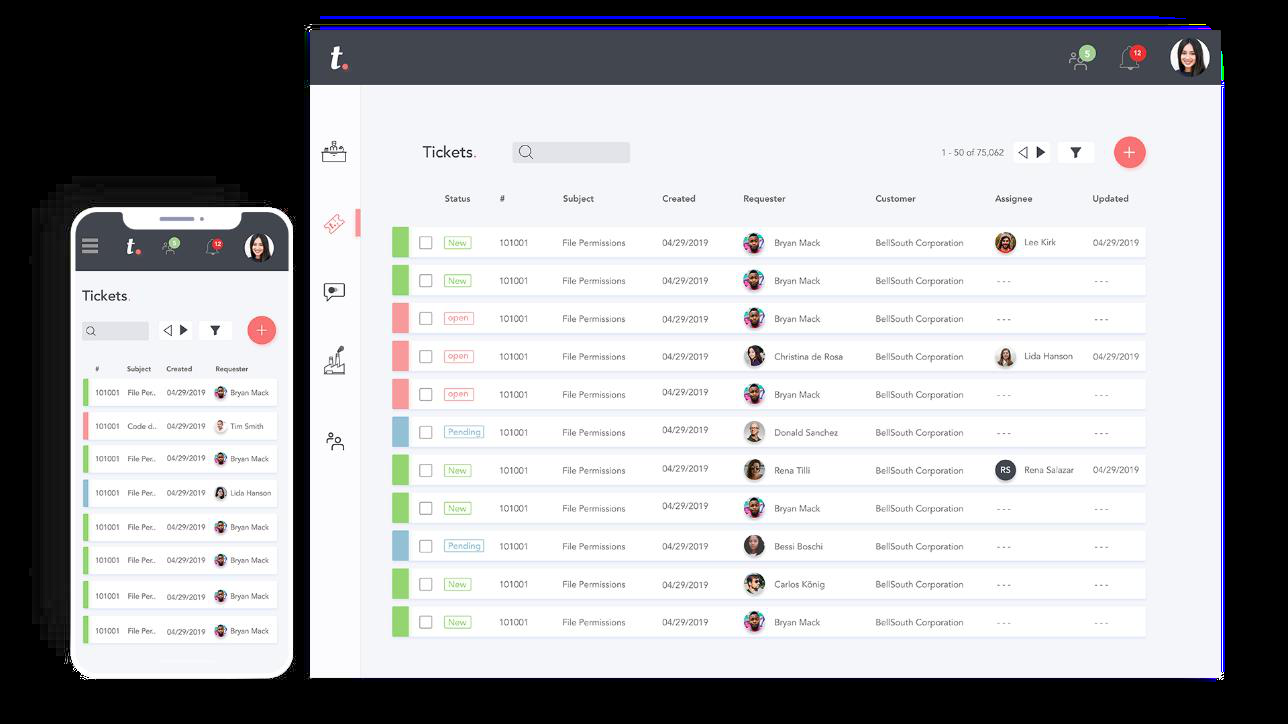 t.
5
12
Tickets.
1 - 50 of 75,062
Status # Subject Created Requester Customer Assignee Updated
New 101001 File Permissions 04/29/2019 Bryan Mack BellSouth Corporation Lee Kirk 04/29/2019
New 101001 File Permissions 04/29/2019 Bryan Mack BellSouth Corporation ---
open 101001 File Permissions 04/29/2019 Bryan Mack BellSouth Corporation --- ---
open 101001 File Permissions 04/29/2019 Christina de Rosa BellSouth Corporation Lida Hanson 04/29/2019
open 101001 File Permissions 04/29/2019 Bryan Mack BellSouth Corporation --- ---
Pending 101001 File Permissions 04/29/2019 Donald Sanchez BellSouth Corporation --- ---
New 101001 File Permissions 04/29/2019 Rena Tilli BellSouth Corporation RS Rena Salazar 04/29/2019
New 101001 File Permissions 04/29/2019 Bryan Mack BellSouth Corporation --- ---
Pending 101001 File Permissions 04/29/2019 Bessi Boschi BellSouth Corporation --- ---
New 101001 File Permissions 04/29/2019 Carlos König BellSouth Corporation --- ---
New 101001 File Permissions 04/29/2019 Bryan Mack BellSouth Corporation --- ---
t.
5
12
Tickets.
# Subject Created Requester
101001 File Per.. 04/29/2019 Bryan Mack
101001 Code d.. 04/29/2019 Tim Smith
101001 File Per.. 04/29/2019 Bryan Mack
101001 File Per.. 04/29/2019 Lida Hanson
101001 File Per.. 04/29/2019 Bryan Mack
101001 File Per.. 04/29/2019 Bryan Mack
101001 File Per.. 04/29/2019 Bryan Mack
101001 File Per.. 04/29/2019 Bryan Mack